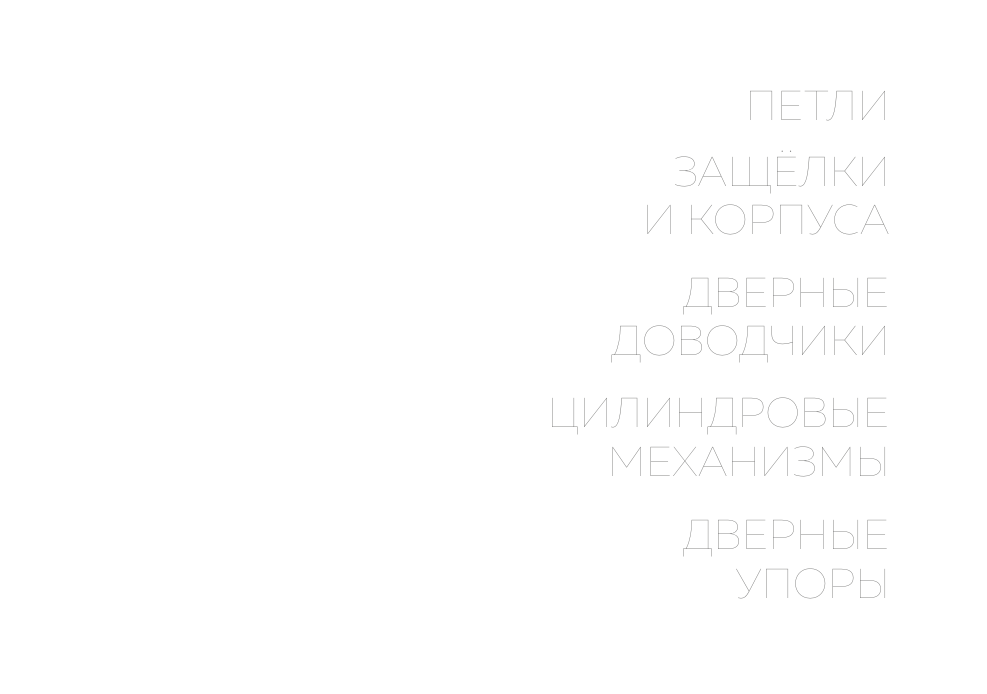 ПЕТЛИ
ЗАЩЁЛКИ
И КОРПУСА
ДВЕРНЫЕ
ДОВОДЧИКИ
ЦИЛИНДРОВЫЕ
МЕХАНИЗМЫ
ДВЕРНЫЕ
УПОРЫ